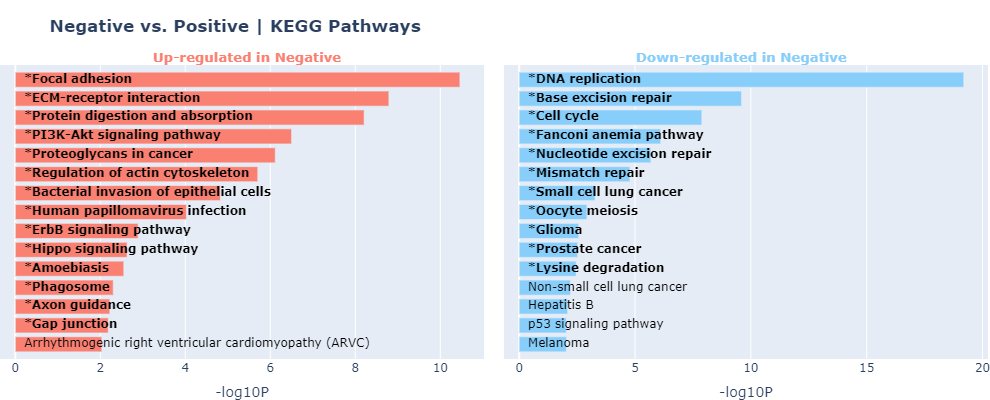 Negative vs. Positive | KEGG Pathways
Up-regulated in Negative
*Focal adhesion
*ECM-receptor interaction
*Protein digestion and absorption
*PI3K-Akt signaling pathway
*Proteoglycans in cancer
*Regulation of actin cytoskeleton
*Bacterial invasion of epithelial cells
*Human papillomavirus infection
*ErbB signaling pathway
*Hippo signaling pathway
*Amoebiasis
*Phagosome
*Axon guidance
*Gap junction
Arrhythmogenic right ventricular cardiomyopathy (ARVC)
0 2 4 6 8 10
-log10P
Down-regulated in Negative
*DNA replication
*Base excision repair
*Cell cycle
*Fanconi anemia pathway
*Nucleotide excision repair
*Mismatch repair
*Small cell lung cancer
*Oocyte meiosis
*Glioma
*Prostate cancer
*Lysine degradation
Non-small cell lung cancer
Hepatitis B
p53 signaling pathway
Melanoma
0 5 10 15 20
-log10P